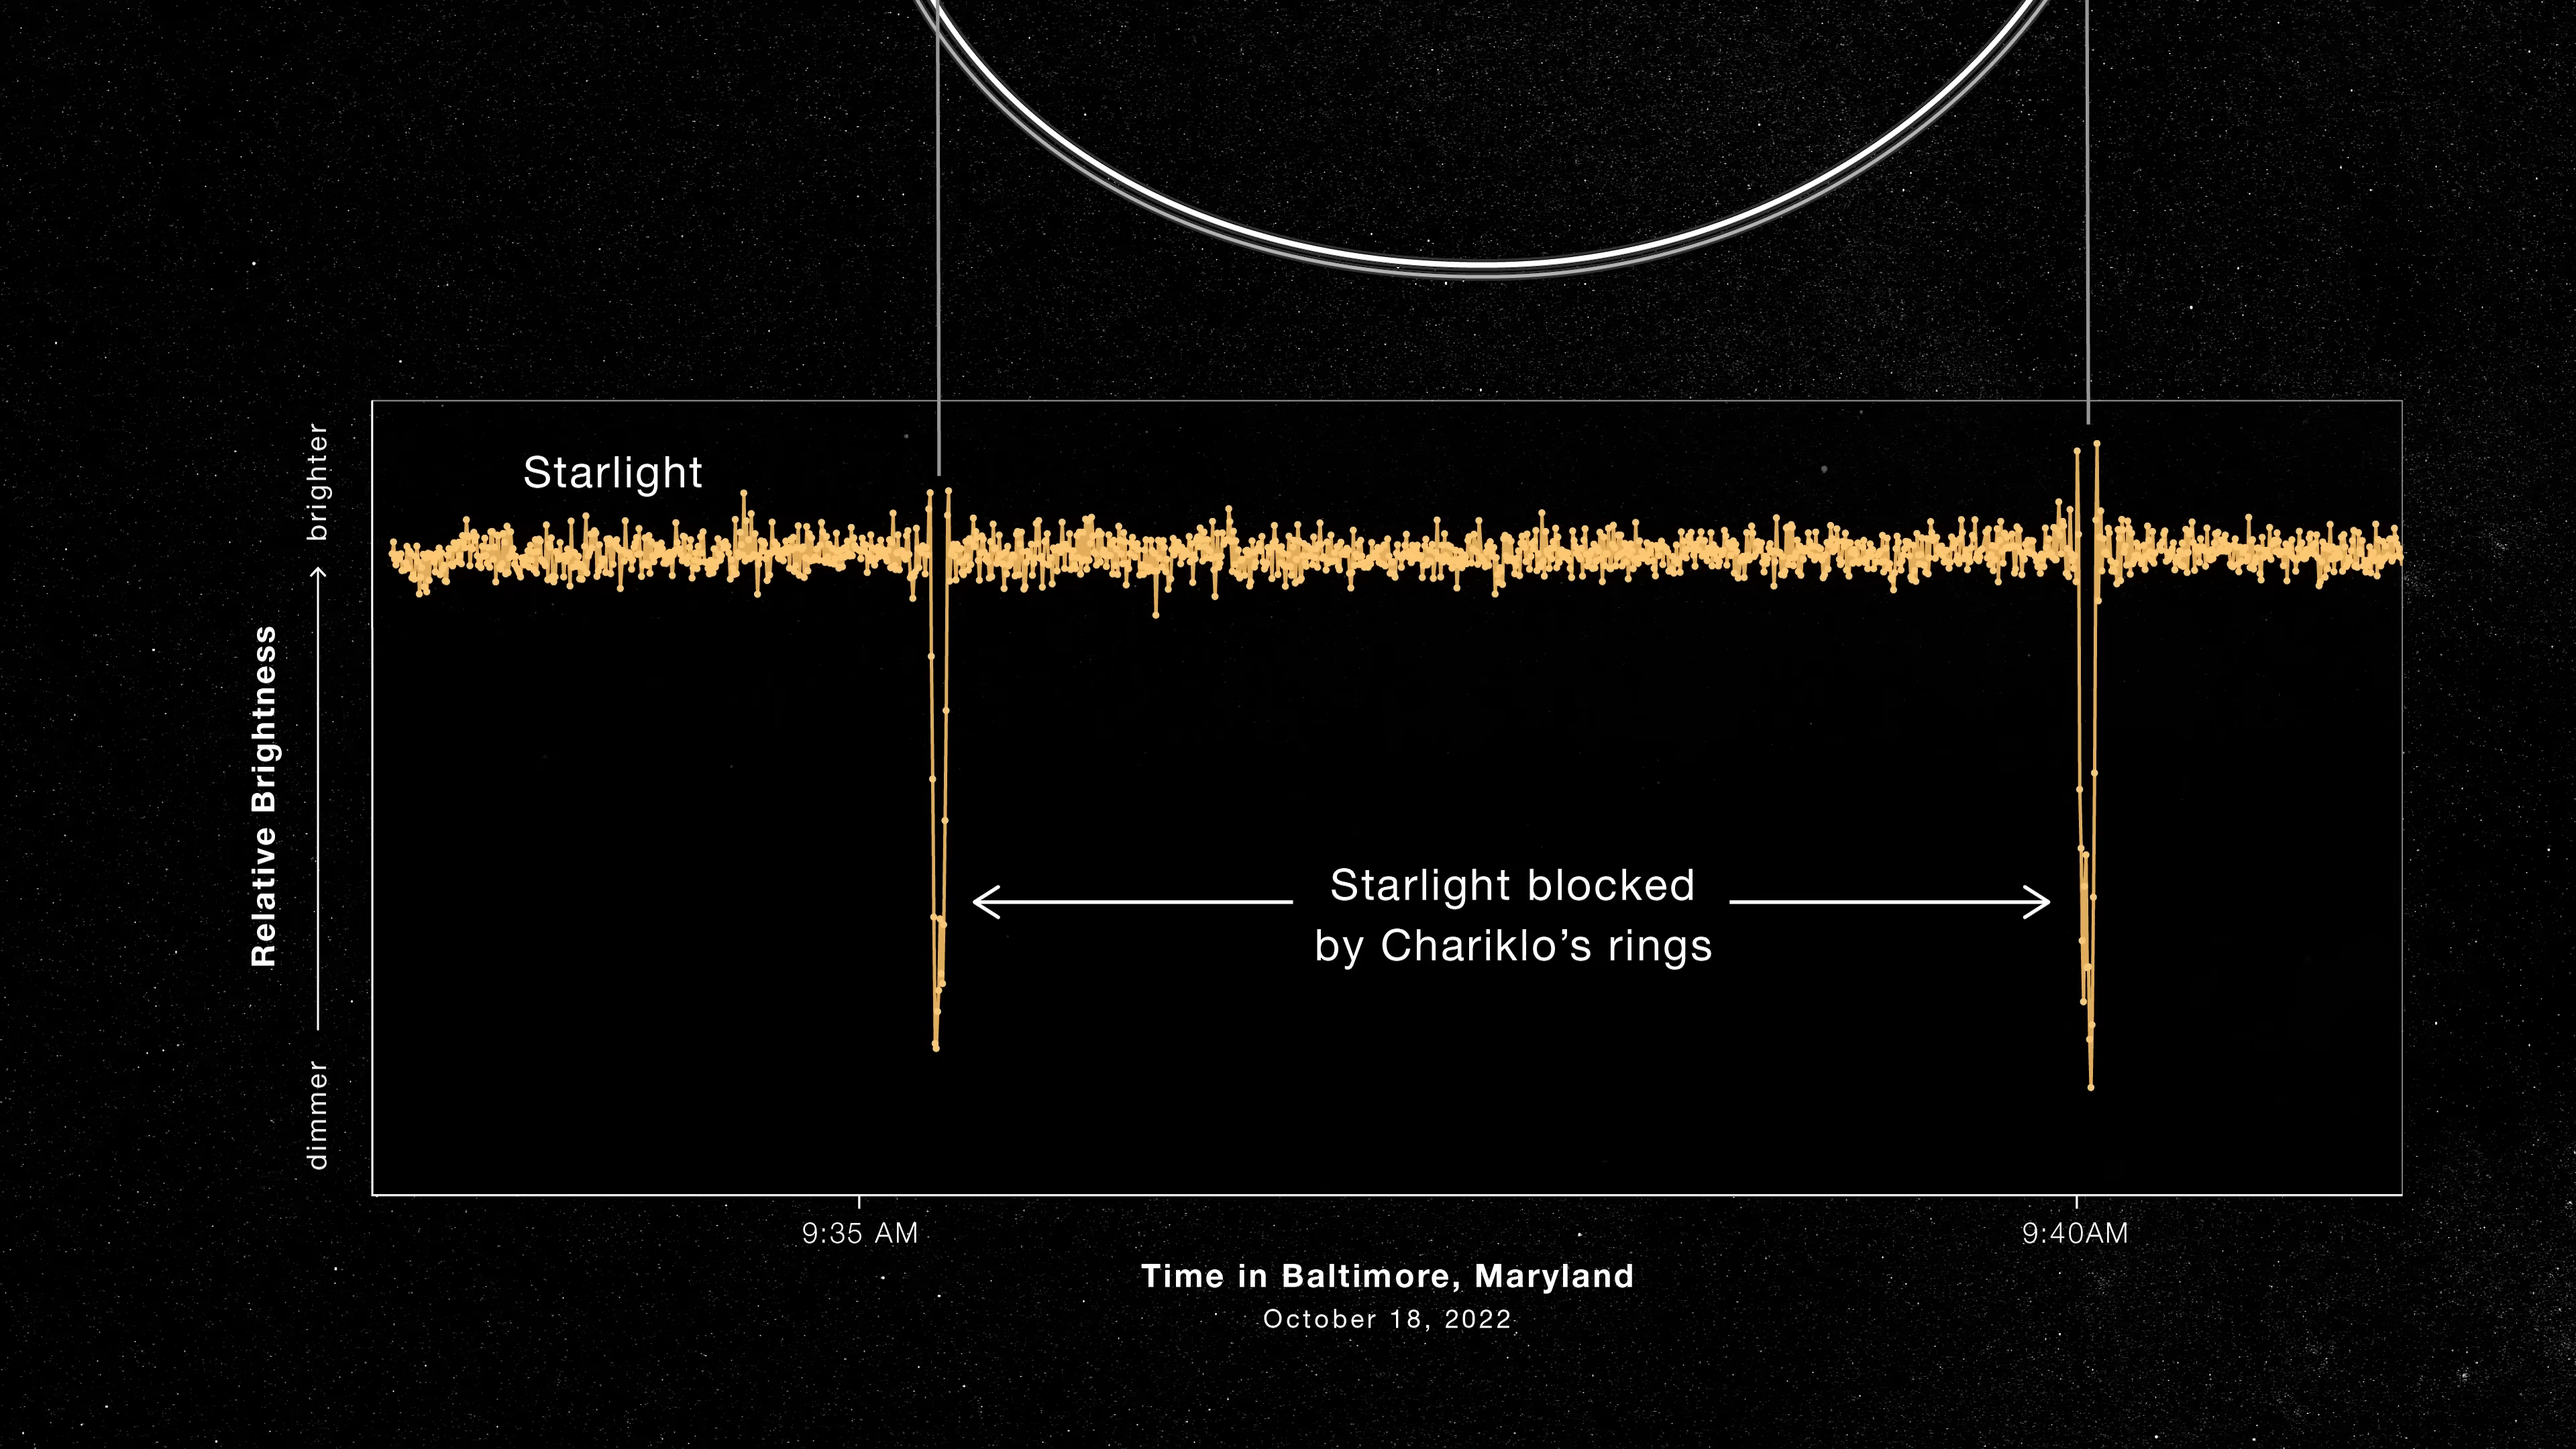 Starlight
brighter
Relative Brightness
dimmer
Starlight blocked
by Chariklo’s rings
9:35 AM
9:40AM
Time in Baltimore, Maryland
October 18, 2022